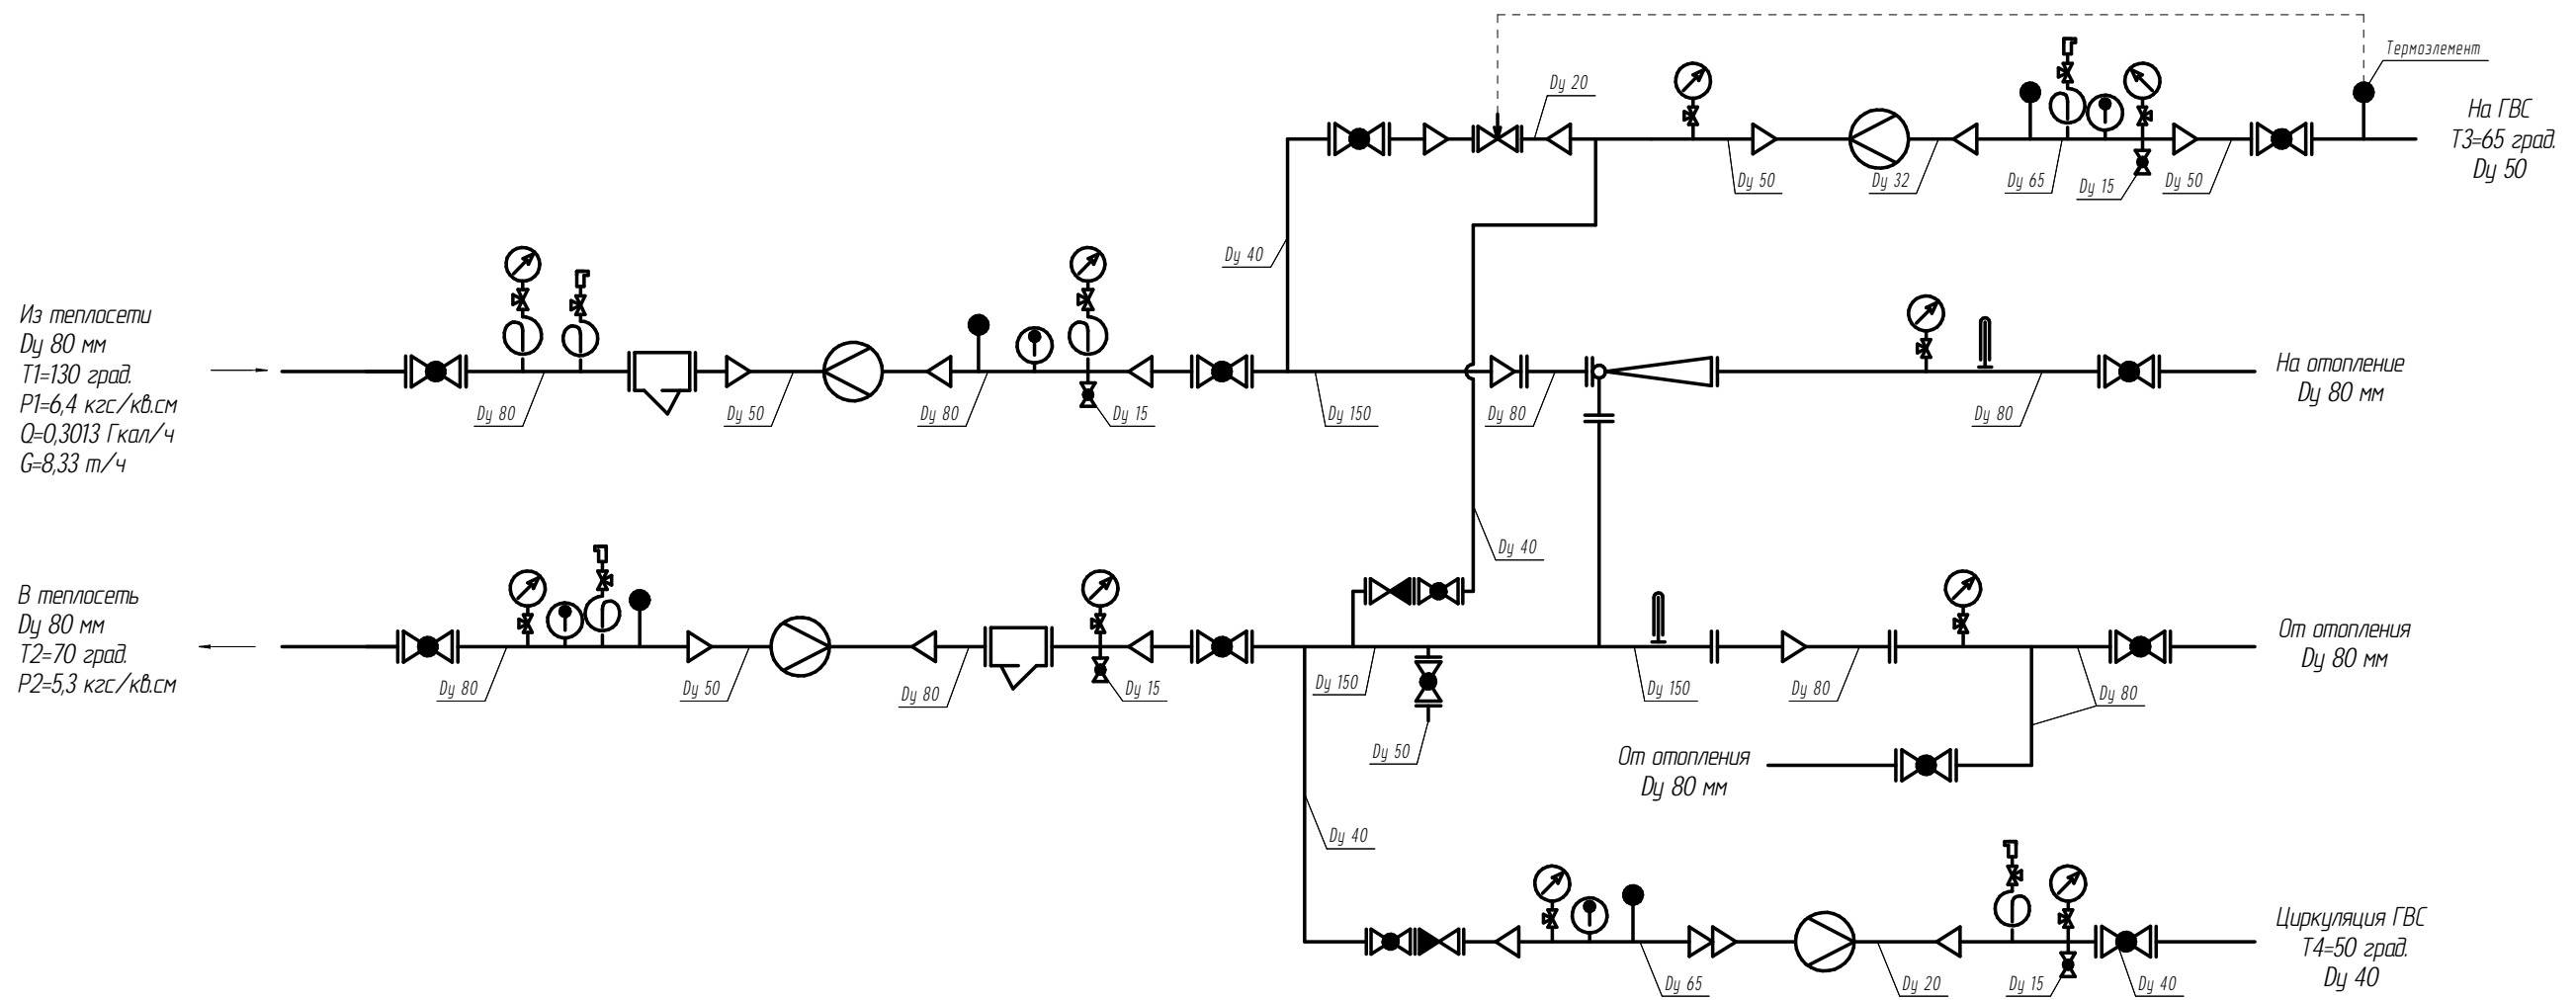 Термоэлемент
Dy 20
На ГВС
Т3=65 град.
Dy 50
Dy 50
Dy 32
Dy 65
Dy 15
Dy 50
Dy 40
Из теплосети
Dy 80 мм
Т1=130 град.
Р1=6,4 кгс/кв.см
Q=0,3013 Гкал/ч
G=8,33 т/ч
Dy 80
Dy 50
Dy 80
Dy 15
Dy 150
Dy 80
Dy 80
На отопление
Dy 80 мм
Dy 40
В теплосеть
Dy 80 мм
Т2=70 град.
Р2=5,3 кгс/кв.см
Dy 80
Dy 50
Dy 80
Dy 15
Dy 150
Dy 50
Dy 150
Dy 80
Dy 80
От отопления
Dy 80 мм
От отопления
Dy 80 мм
Dy 40
Dy 65
Dy 20
Dy 15
Dy 40
Циркуляция ГВС
Т4=50 град.
Dy 40